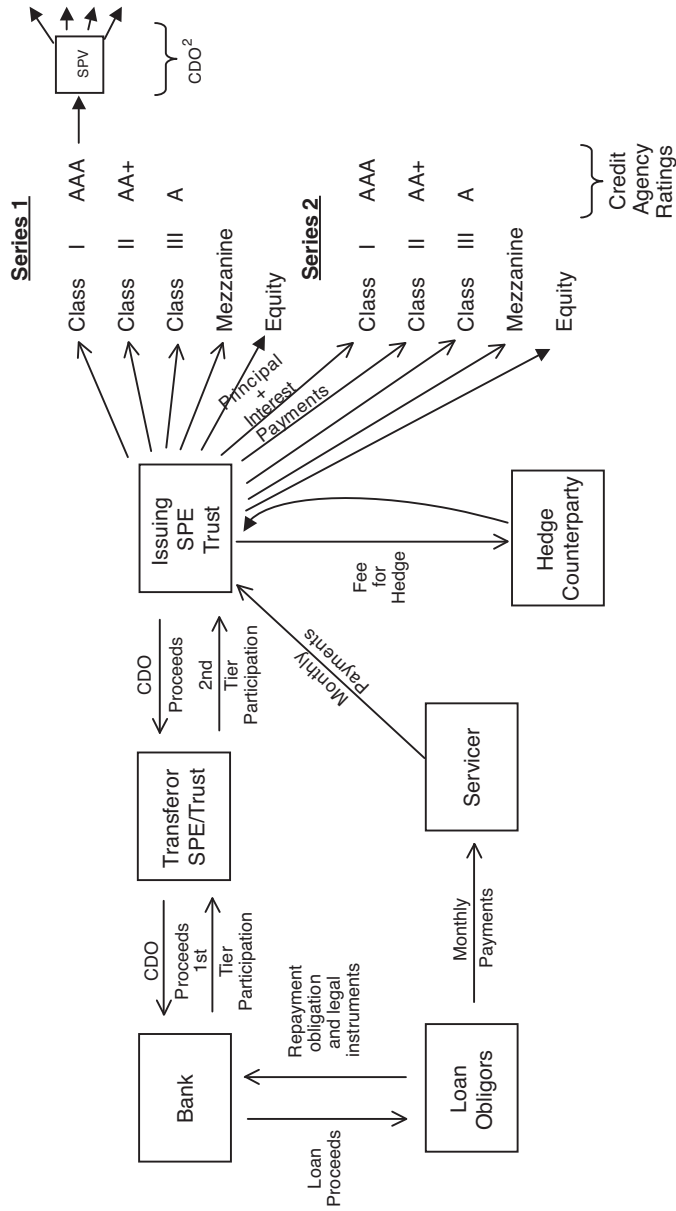 Bank
Loan
Proceeds
Repayment
obligation
and legal
instruments
Loan
Obligors
CDO
Proceeds
1st
Tier
Participation
Transferor
SPE/Trust
Monthly
Payments
Servicer
CDO
Proceeds
2nd
Tier
Participation
Monthly
Payments
Issuing
SPE
Trust
Fee
for
Hedge
Hedge
Counterparty
Principal
+
Interest
Payments
Series 1
Class I AAA
Class II AA+
Class III A
Mezzanine
Equity
Series 2
Class I AAA
Class II AA+
Class III A
Mezzanine
Equity
SPV
CDO²
Credit
Agency
Ratings